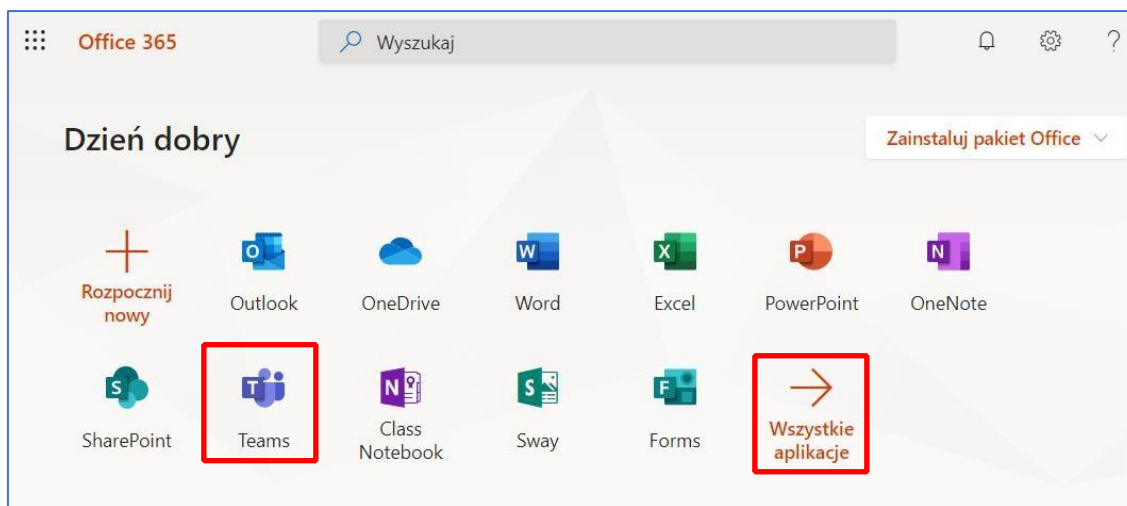 Office 365
Wyszukaj
?
Dzień dobry
Zainstaluj pakiet Office
Rozpocznij
nowy
Outlook
OneDrive
Word
Excel
PowerPoint
OneNote
SharePoint
Teams
Class
Notebook
Sway
Forms
Wszystkie
aplikacje